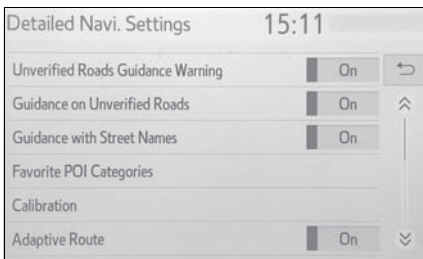 Detailed Navi. Settings 15:11
Unverified Roads Guidance Warning On
Guidance on Unverified Roads On
Guidance with Street Names On
Favorite POI Categories
Calibration
Adaptive Route On